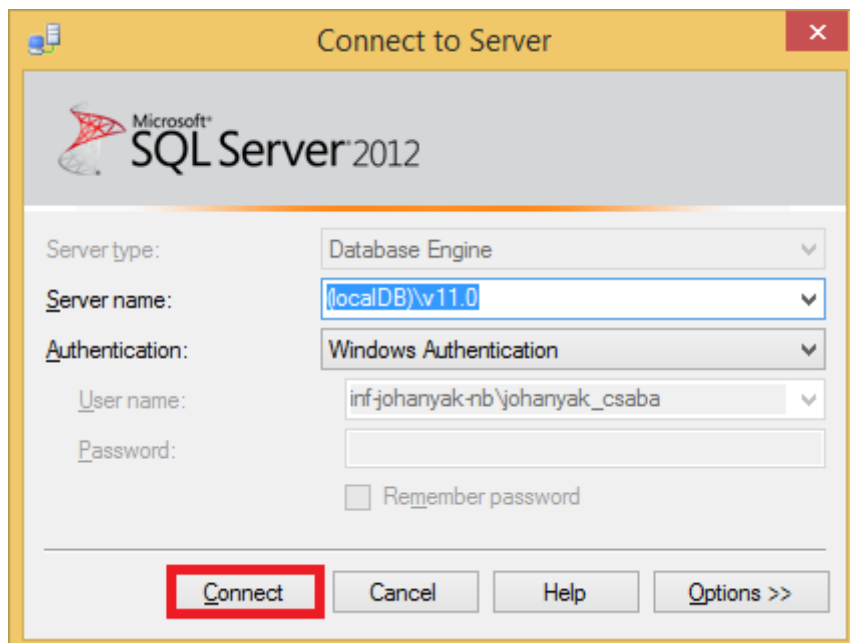 Connect to Server
Microsoft®
SQL Server® 2012
Server type:
Database Engine
Server name:
(localDB)\v11.0
Authentication:
Windows Authentication
User name:
inf-johanyak-nb\johanyak_csaba
Password:
Remember password
Connect
Cancel
Help
Options >>